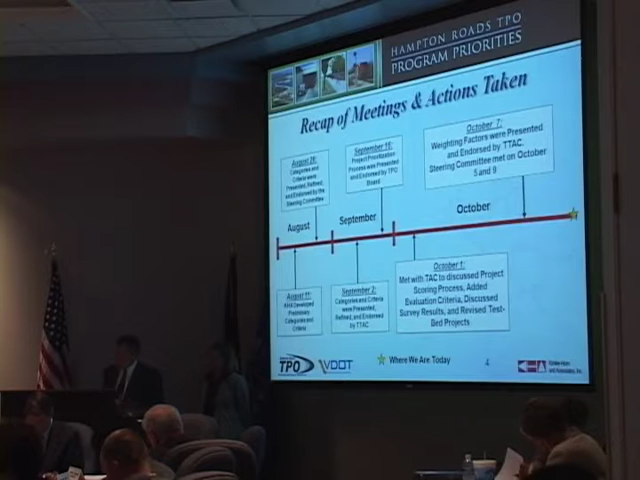 HAMPTON ROADS TPO
PROGRAM PRIORITIES
Recap of Meetings & Actions Taken
August 26:
Categories and
Criteria were
Presented, Refined,
and Endorsed by the
Steering Committee
September 16:
Project Prioritization
Process was Presented
and Endorsed by TPO
Board
October 7:
Weighting Factors were Presented
and Endorsed by TTAC.
Steering Committee met on October
5 and 9
August
September
October
August 11:
KHA Developed
Preliminary
Categories and
Criteria
September 2:
Categories and Criteria
were Presented,
Refined, and Endorsed
by TTAC
October 1:
Met with TAC to discussed Project
Scoring Process, Added
Evaluation Criteria, Discussed
Survey Results, and Revised Test-
Bed Projects
TPO
VDOT
Where We Are Today
Kimley-Horn
and Associates, Inc.